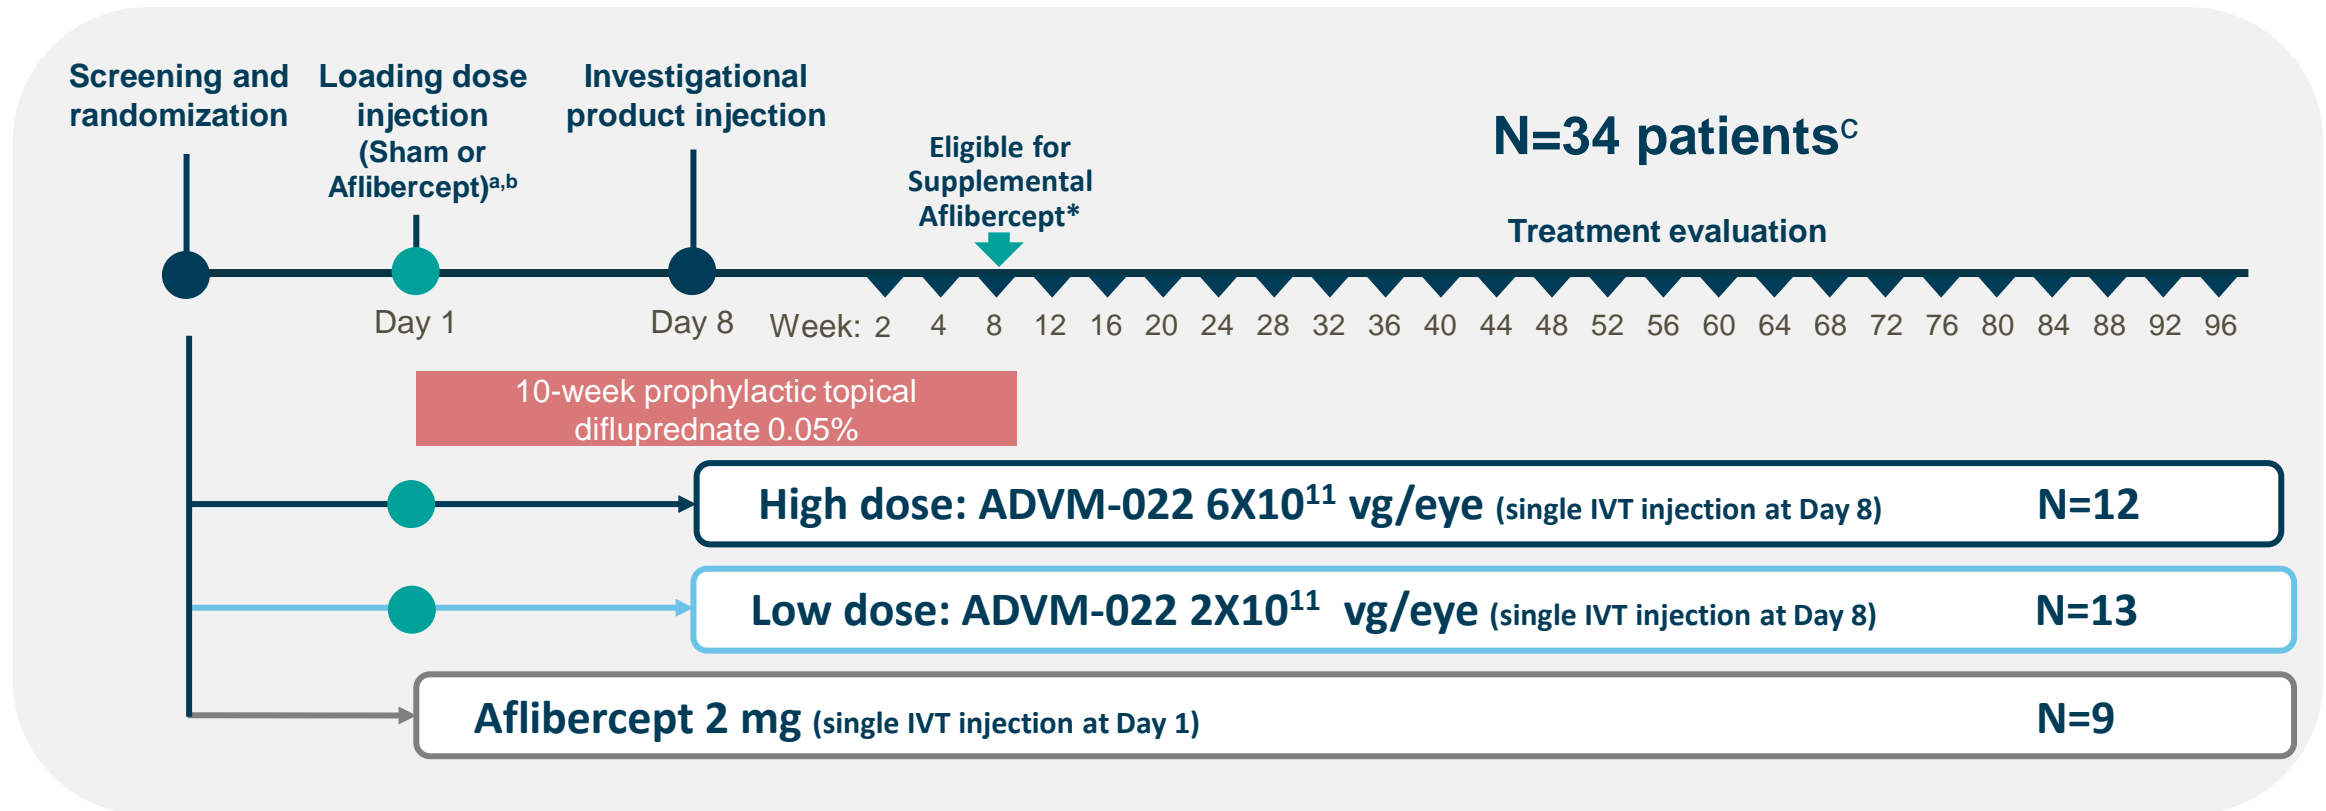 Screening and
randomization
Loading dose
injection
(Sham or
Aflibercept)a,b
Investigational
product injection
Eligible for
Supplemental
Aflibercept*
N=34 patientsc
Treatment evaluation
Day 1
Day 8
Week: 2 4 8 12 16 20 24 28 32 36 40 44 48 52 56 60 64 68 72 76 80 84 88 92 96
10-week prophylactic topical
difluprednate 0.05%
High dose: ADVM-022 6X10¹¹ vg/eye (single IVT injection at Day 8) N=12
Low dose: ADVM-022 2X10¹¹ vg/eye (single IVT injection at Day 8) N=13
Aflibercept 2 mg (single IVT injection at Day 1) N=9